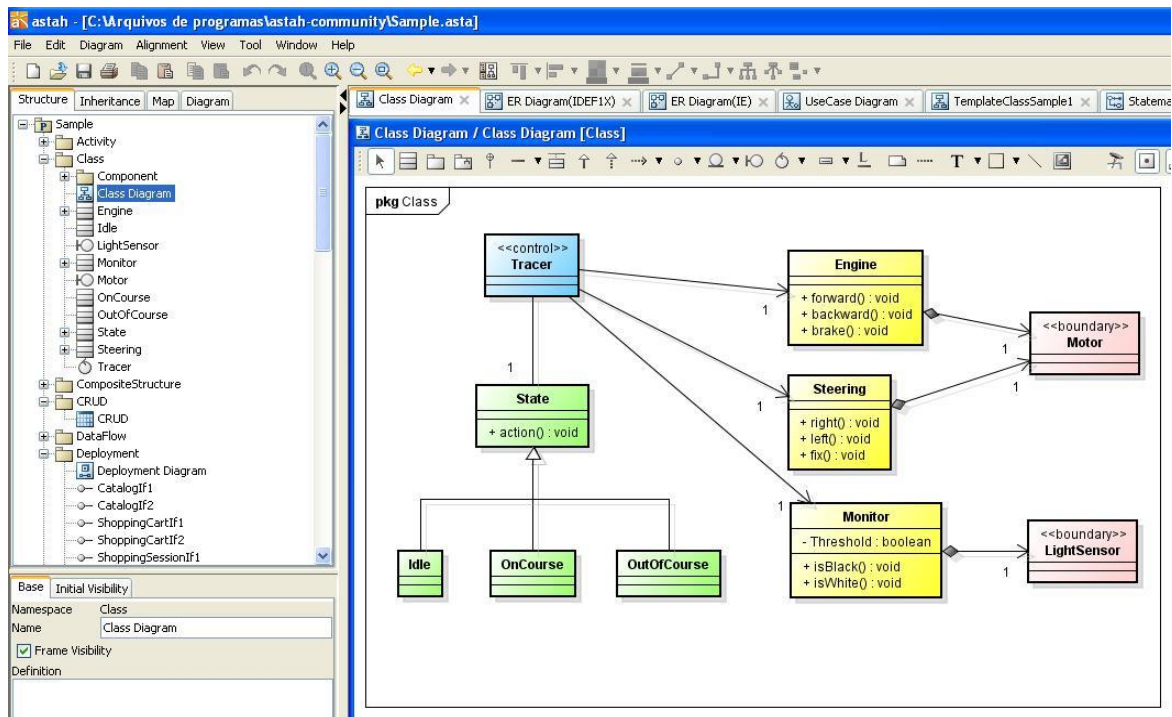 astah - [C:\Arquivos de programas\astah-community\Sample.asta]
File Edit Diagram Alignment View Tool Window Help
Structure Inheritance Map Diagram
Sample
Activity
Class
Component
Class Diagram
Engine
Idle
LightSensor
Monitor
Motor
OnCourse
OutOfCourse
State
Steering
Tracer
CompositeStructure
CRUD
CRUD
DataFlow
Deployment
Deployment Diagram
CatalogIf1
CatalogIf2
ShoppingCartIf1
ShoppingCartIf2
ShoppingSessionIf1
Base Initial Visibility
Namespace Class
Name Class Diagram
Frame Visibility
Definition
Class Diagram ER Diagram(IDEF1X) ER Diagram(IE) UseCase Diagram TemplateClassSample1 Statema
Class Diagram / Class Diagram [Class]
T
pkg Class
<<control>>
Tracer
1
State
+ action() : void
Idle
OnCourse
OutOfCourse
1
Engine
+ forward() : void
+ backward() : void
+ brake() : void
1
Steering
+ right() : void
+ left() : void
+ fix() : void
1
Monitor
- Threshold : boolean
+ isBlack() : void
+ isWhite() : void
1
1
<<boundary>>
Motor
1
<<boundary>>
LightSensor